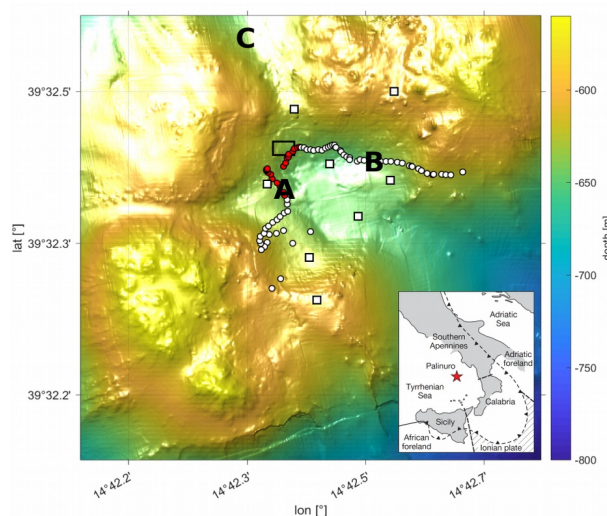 C
39°32.5'
B
A
39°32.3'
39°32.2'
lat [°]
14°42.2'
14°42.3'
14°42.5'
14°42.7'
lon [°]
-600
-650
-700
-750
-800
depth [m]
Adriatic
Sea
Southern
Apennines
Adriatic
foreland
Palinuro
Tyrrhenian
Sea
Calabria
Sicily
African
foreland
Ionian plate